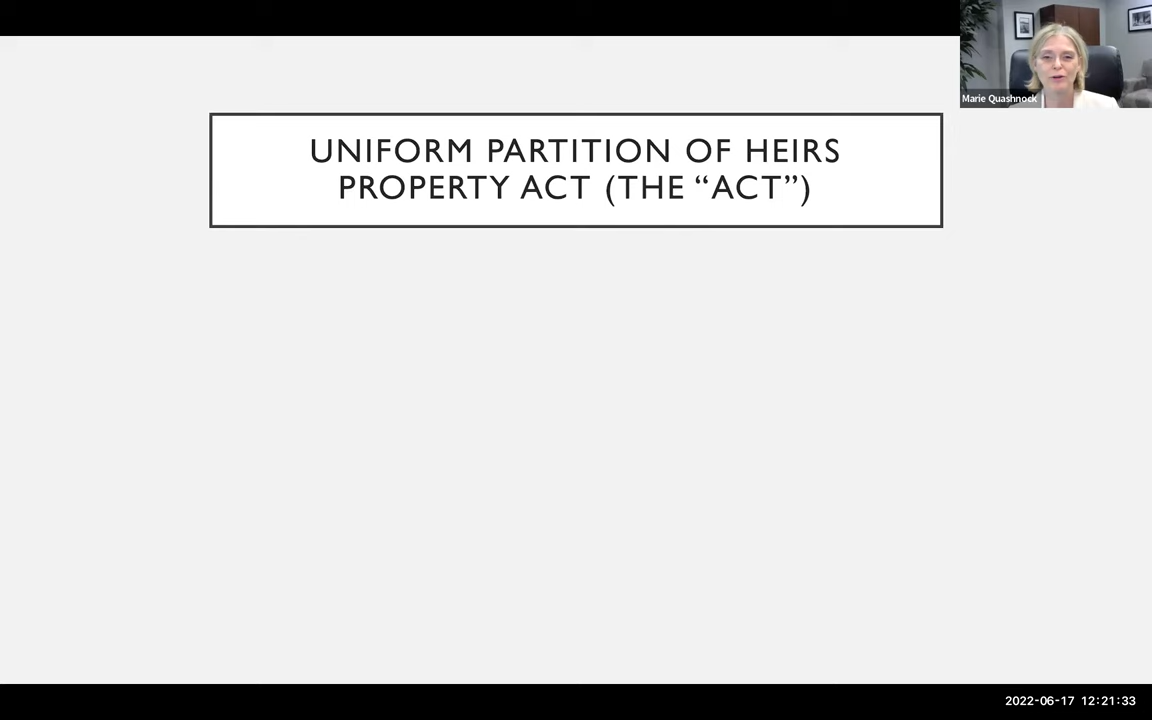 Marie Quashnock
UNIFORM PARTITION OF HEIRS
PROPERTY ACT (THE “ACT”)
2022-06-17 12:21:33